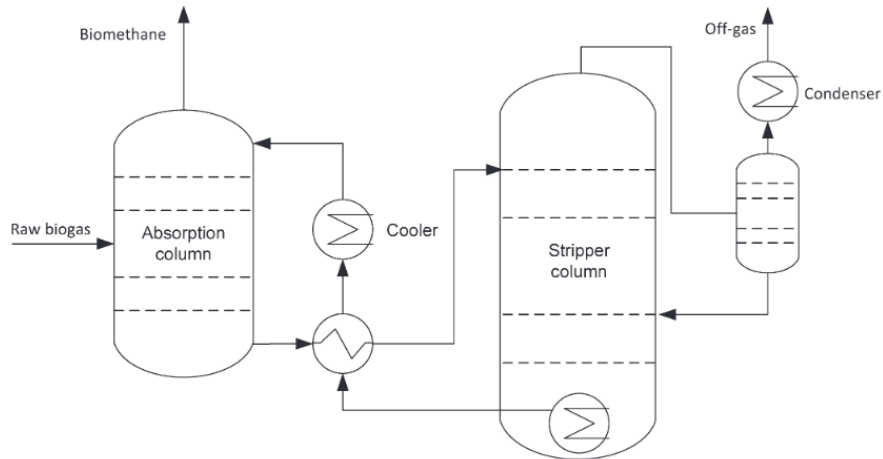 Biomethane
Off-gas
Condenser
Raw biogas
Absorption
column
Cooler
Stripper
column